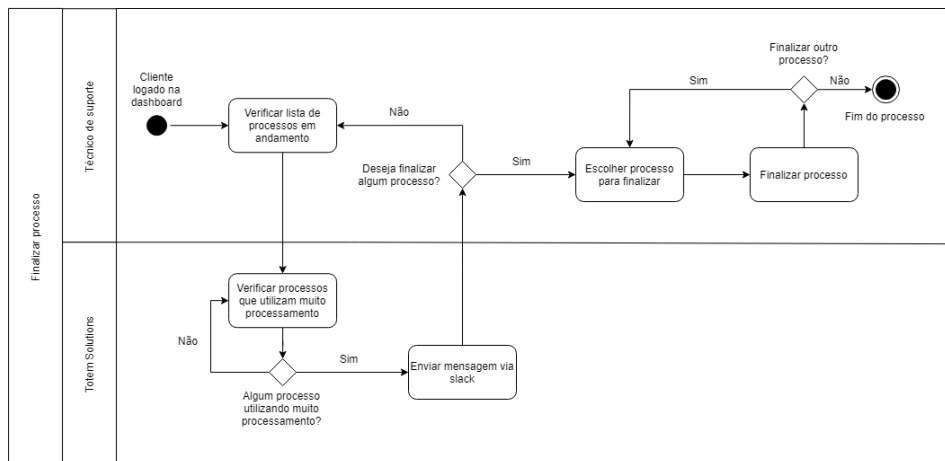 Finalizar processo
Técnico de suporte
Cliente
logado na
dashboard
Verificar lista de
processos em
andamento
Não
Deseja finalizar
algum processo?
Sim
Escolher processo
para finalizar
Finalizar processo
Sim
Finalizar outro
processo?
Não
Fim do processo
Totem Solutions
Verificar processos
que utilizam muito
processamento
Não
Algum processo
utilizando muito
processamento?
Sim
Enviar mensagem via
slack